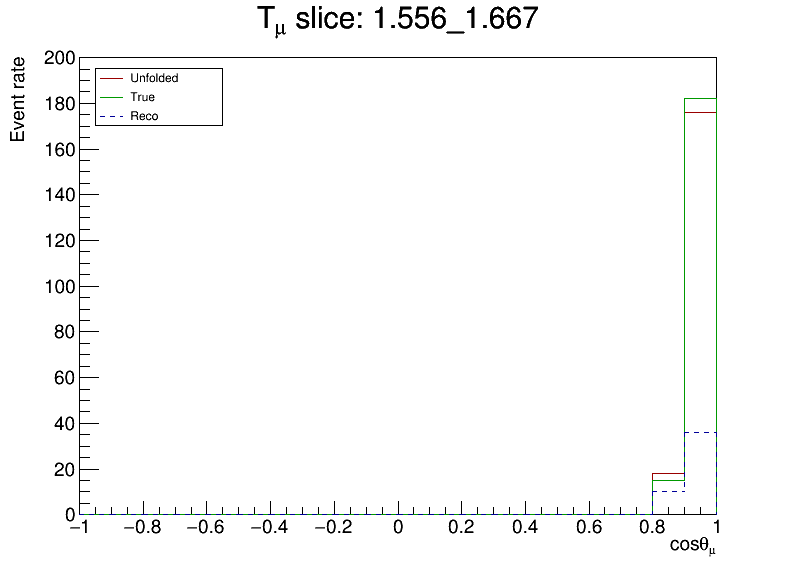 Tμ slice: 1.556_1.667
Event rate
200
180
160
140
120
100
80
60
40
20
0
Unfolded
True
Reco
−1 −0.8 −0.6 −0.4 −0.2 0 0.2 0.4 0.6 0.8 1
cosθμ